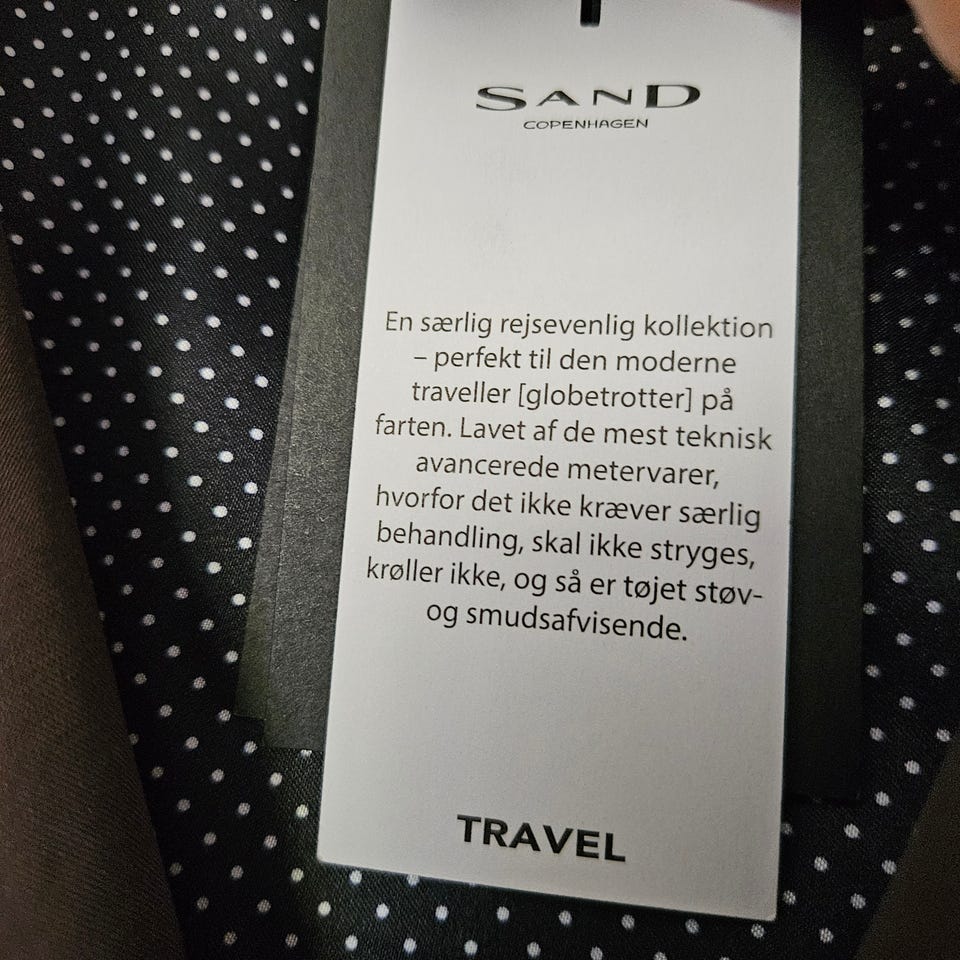 SAND
COPENHAGEN
En særlig rejsevenlig kollektion
– perfekt til den moderne
traveller [globetrotter] på
farten. Lavet af de mest teknisk
avancerede metervarer,
hvorfor det ikke kræver særlig
behandling, skal ikke stryges,
krøller ikke, og så er tøjet støv-
og smudsafvisende.
TRAVEL